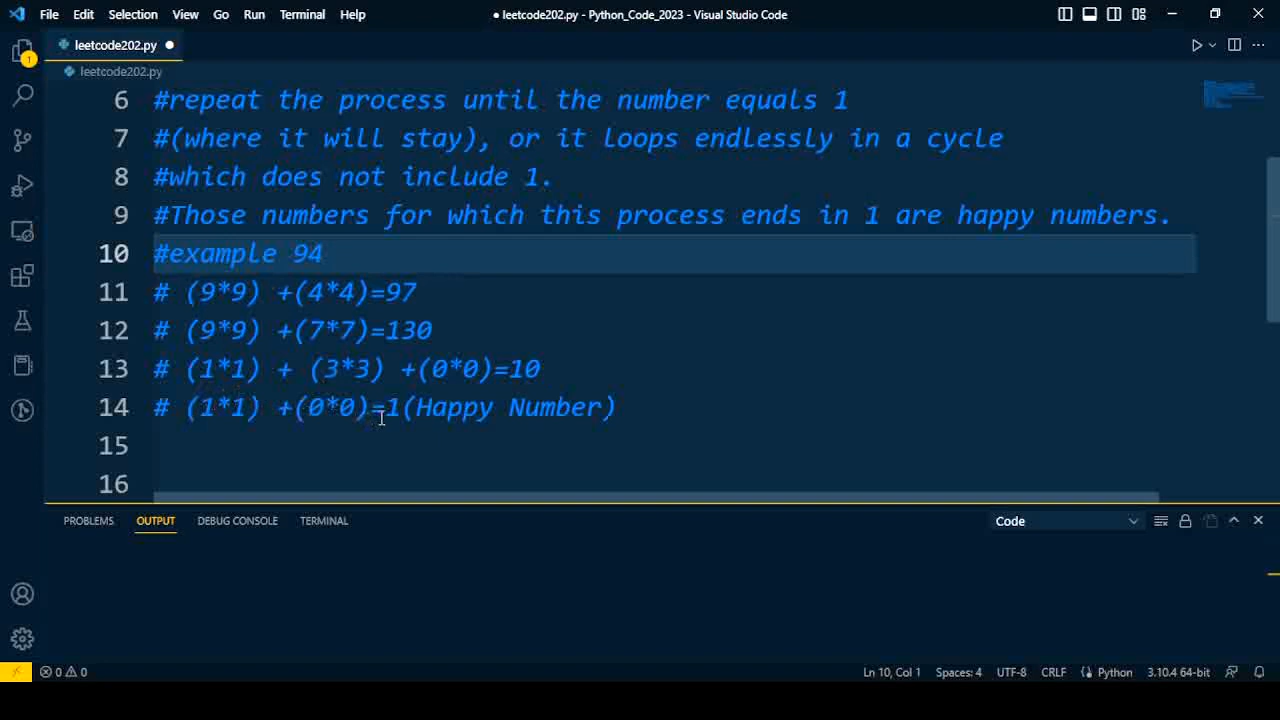 File Edit Selection View Go Run Terminal Help
● leetcode202.py - Python_Code_2023 - Visual Studio Code
leetcode202.py ●
leetcode202.py
1
6 #repeat the process until the number equals 1
7 #(where it will stay), or it loops endlessly in a cycle
8 #which does not include 1.
9 #Those numbers for which this process ends in 1 are happy numbers.
10 #example 94
11 # (9*9) +(4*4)=97
12 # (9*9) +(7*7)=130
13 # (1*1) + (3*3) +(0*0)=10
14 # (1*1) +(0*0)=1(Happy Number)
15
16
PROBLEMS OUTPUT DEBUG CONSOLE TERMINAL Code
0 0 Ln 10, Col 1 Spaces: 4 UTF-8 CRLF Python 3.10.4 64-bit